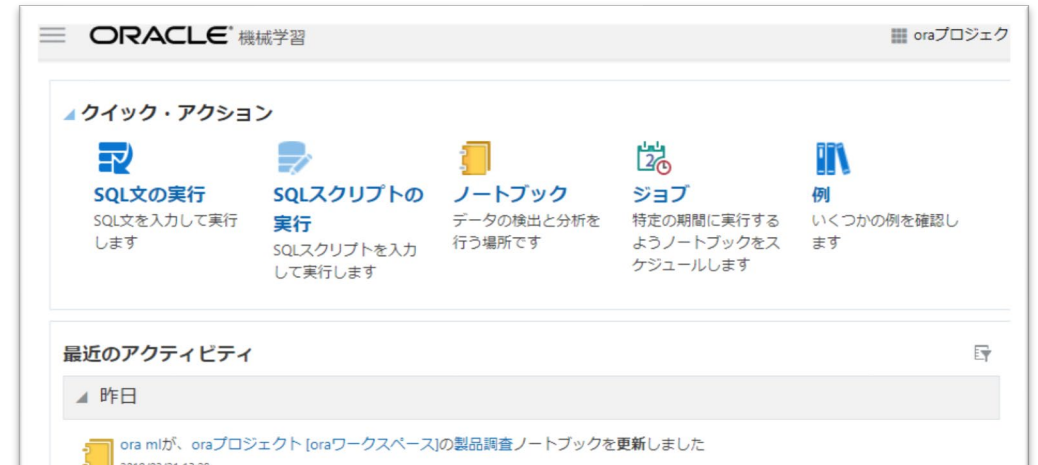 ORACLE 機械学習
oraプロジェク
クイック・アクション
SQL文の実行
SQL文を入力して実行
します
SQLスクリプトの
実行
SQLスクリプトを入力
して実行します
ノートブック
データの検出と分析を
行う場所です
ジョブ
特定の期間に実行する
ようノートブックをス
ケジュールします
例
いくつかの例を確認し
ます
最近のアクティビティ
昨日
ora mlが、oraプロジェクト [oraワークスペース]の製品調査ノートブックを更新しました